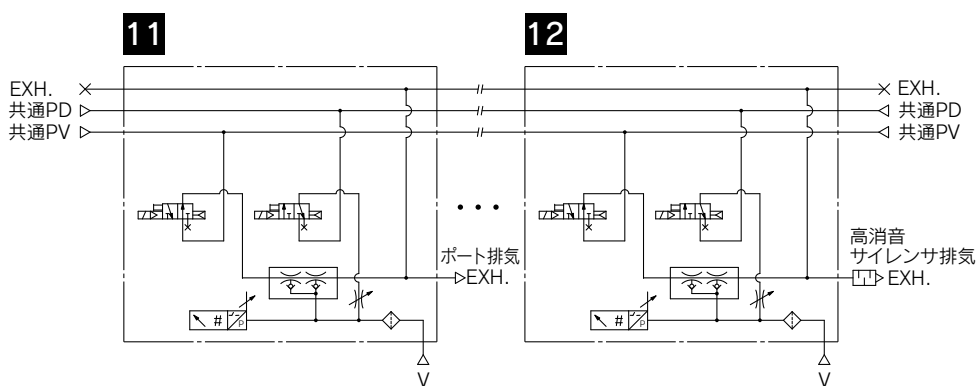 11
12
EXH.
共通PD
共通PV
EXH.
共通PD
共通PV
ポート排気
EXH.
高消音
サイレンサ排気
EXH.
# P
# P
V
V